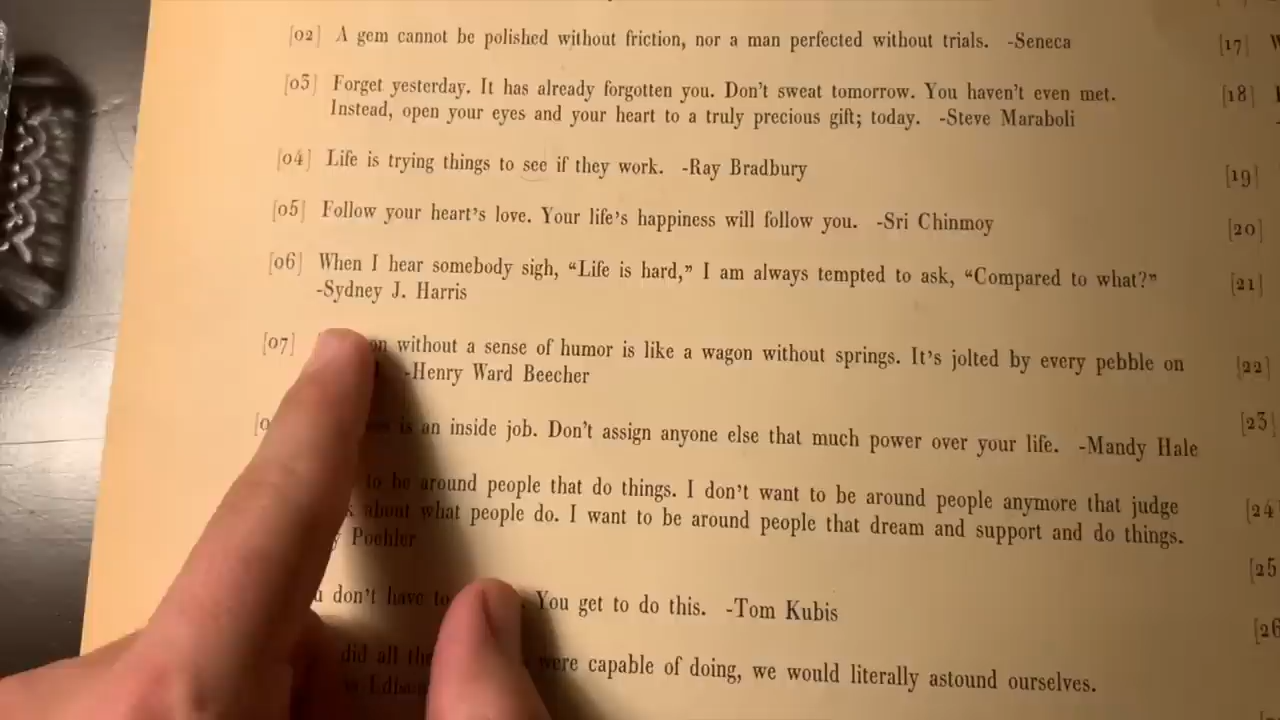 [02] A gem cannot be polished without friction, nor a man perfected without trials. -Seneca
[03] Forget yesterday. It has already forgotten you. Don't sweat tomorrow. You haven't even met.
Instead, open your eyes and your heart to a truly precious gift; today. -Steve Maraboli
[04] Life is trying things to see if they work. -Ray Bradbury
[05] Follow your heart's love. Your life's happiness will follow you. -Sri Chinmoy
[06] When I hear somebody sigh, “Life is hard,” I am always tempted to ask, “Compared to what?”
-Sydney J. Harris
[07] without a sense of humor is like a wagon without springs. It's jolted by every pebble on
-Henry Ward Beecher
is an inside job. Don't assign anyone else that much power over your life. -Mandy Hale
to be around people that do things. I don't want to be around people anymore that judge
about what people do. I want to be around people that dream and support and do things.
Poehler
don't have to You get to do this. -Tom Kubis
did all the were capable of doing, we would literally astound ourselves.
[17]
[18]
[19]
[20]
[21]
[22]
[23]
[24
[25
[26